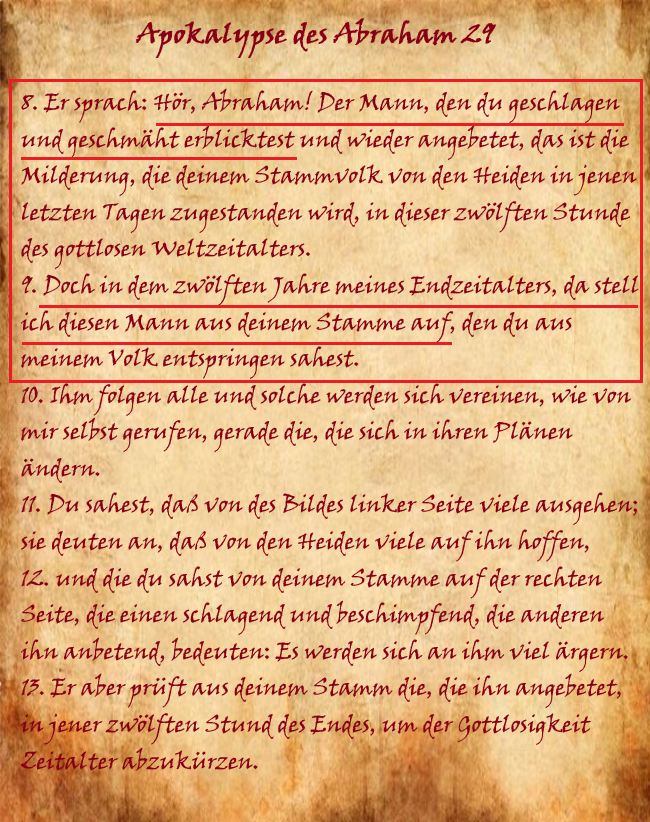 Apokalypse des Abraham 29
8. Er sprach: Hör, Abraham! Der Mann, den du geschlagen
und geschmäht erblicktest und wieder angebetet, das ist die
Milderung, die deinem Stammvolk von den Heiden in jenen
letzten Tagen zugestanden wird, in dieser zwölften Stunde
des gottlosen Weltzeitalters.
9. Doch in dem zwölften Jahre meines Endzeitalters, da stell
ich diesen Mann aus deinem Stamme auf, den du aus
meinem Volk entspringen sahest.
10. Ihm folgen alle und solche werden sich vereinen, wie von
mir selbst gerufen, gerade die, die sich in ihren Plänen
ändern.
11. Du sahest, daß von des Bildes linker Seite viele ausgehen;
sie deuten an, daß von den Heiden viele auf ihn hoffen,
12. und die du sahst von deinem Stamme auf der rechten
Seite, die einen schlagend und beschimpfend, die anderen
ihn anbetend, bedeuten: Es werden sich an ihm viel ärgern.
13. Er aber prüft aus deinem Stamm die, die ihn angebetet,
in jener zwölften Stund des Endes, um der Gottlosigkeit
Zeitalter abzukürzen.